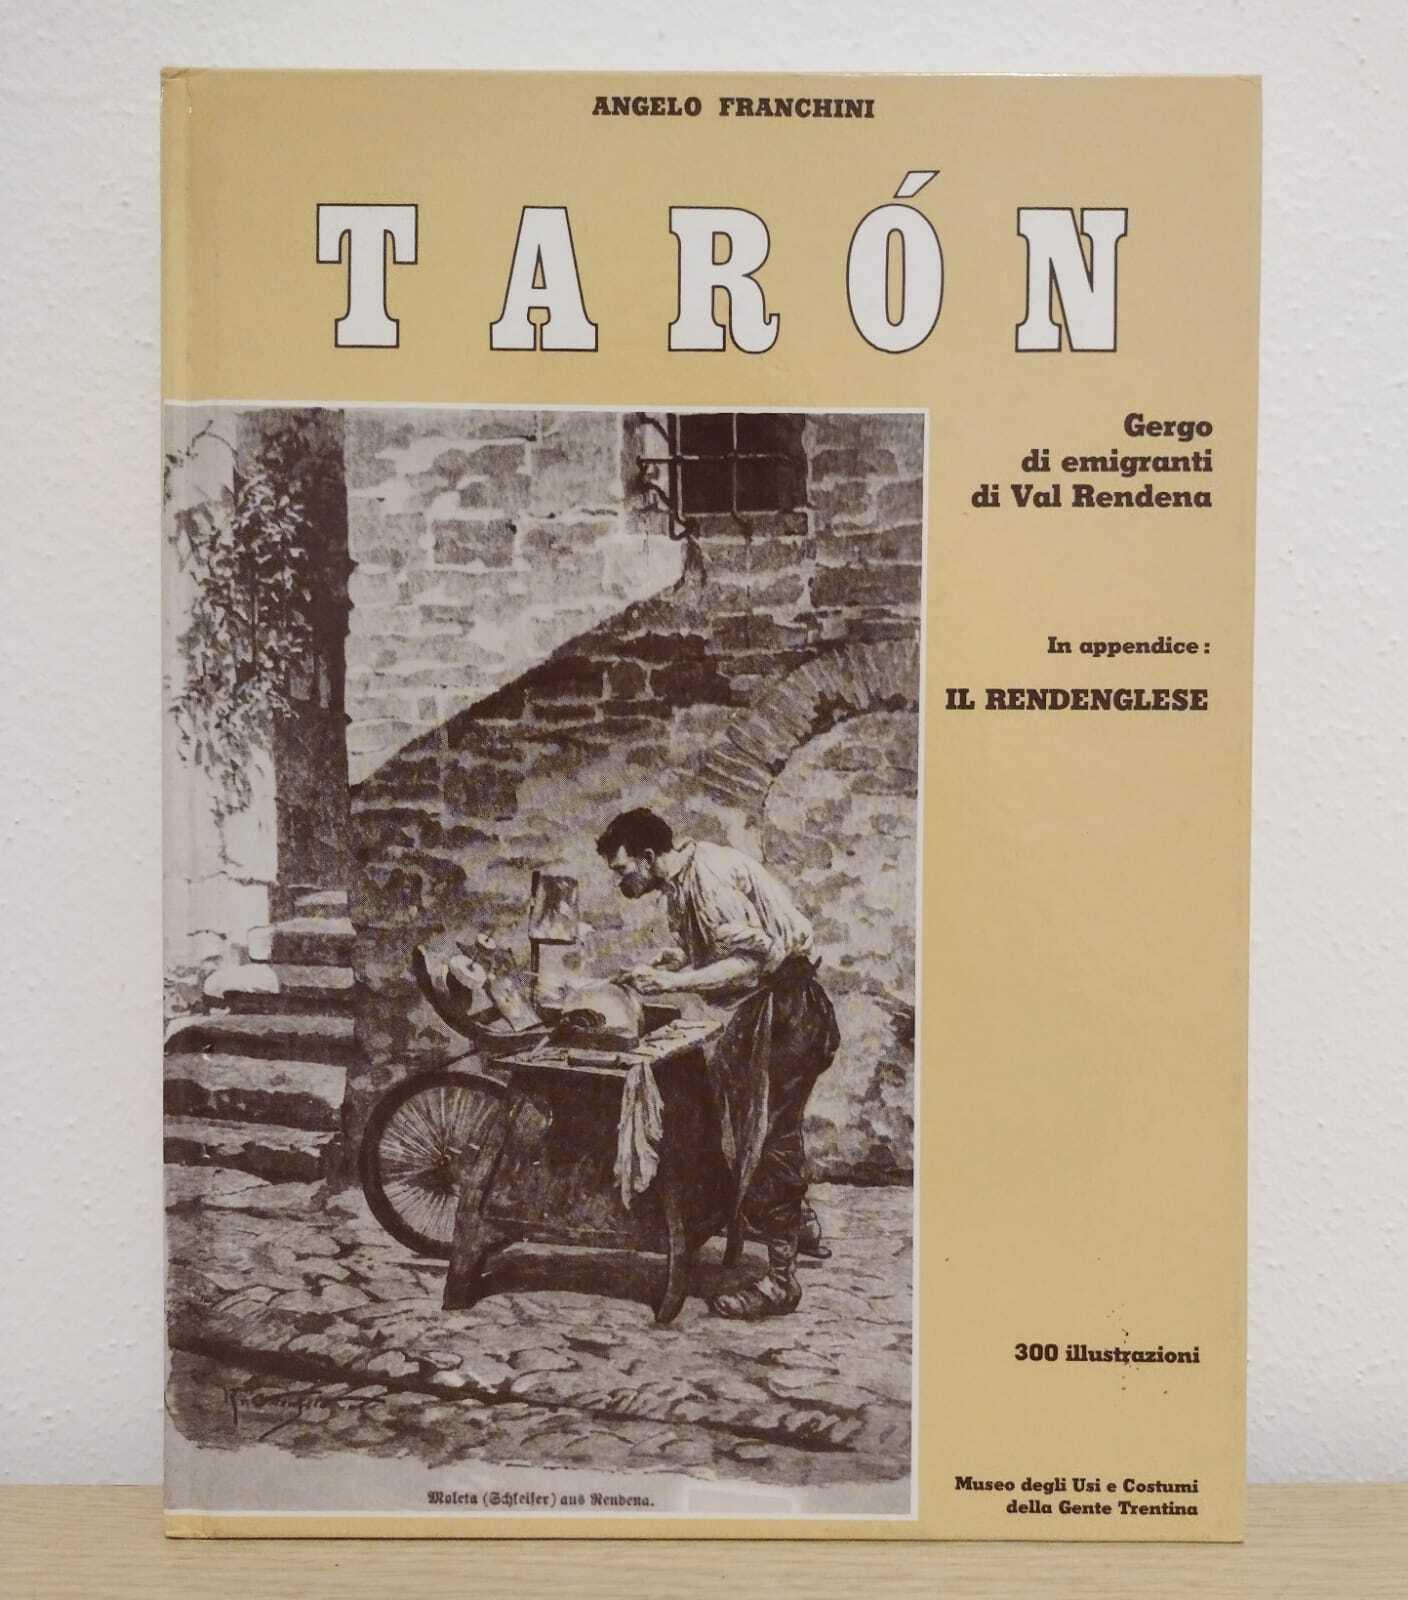 ANGELO FRANCHINI
TARÓN
Gergo
di emigranti
di Val Rendena
In appendice:
IL RENDENGLESE
300 illustrazioni
Moleta (Schleifer) aus Rendena.
Museo degli Usi e Costumi
della Gente Trentina